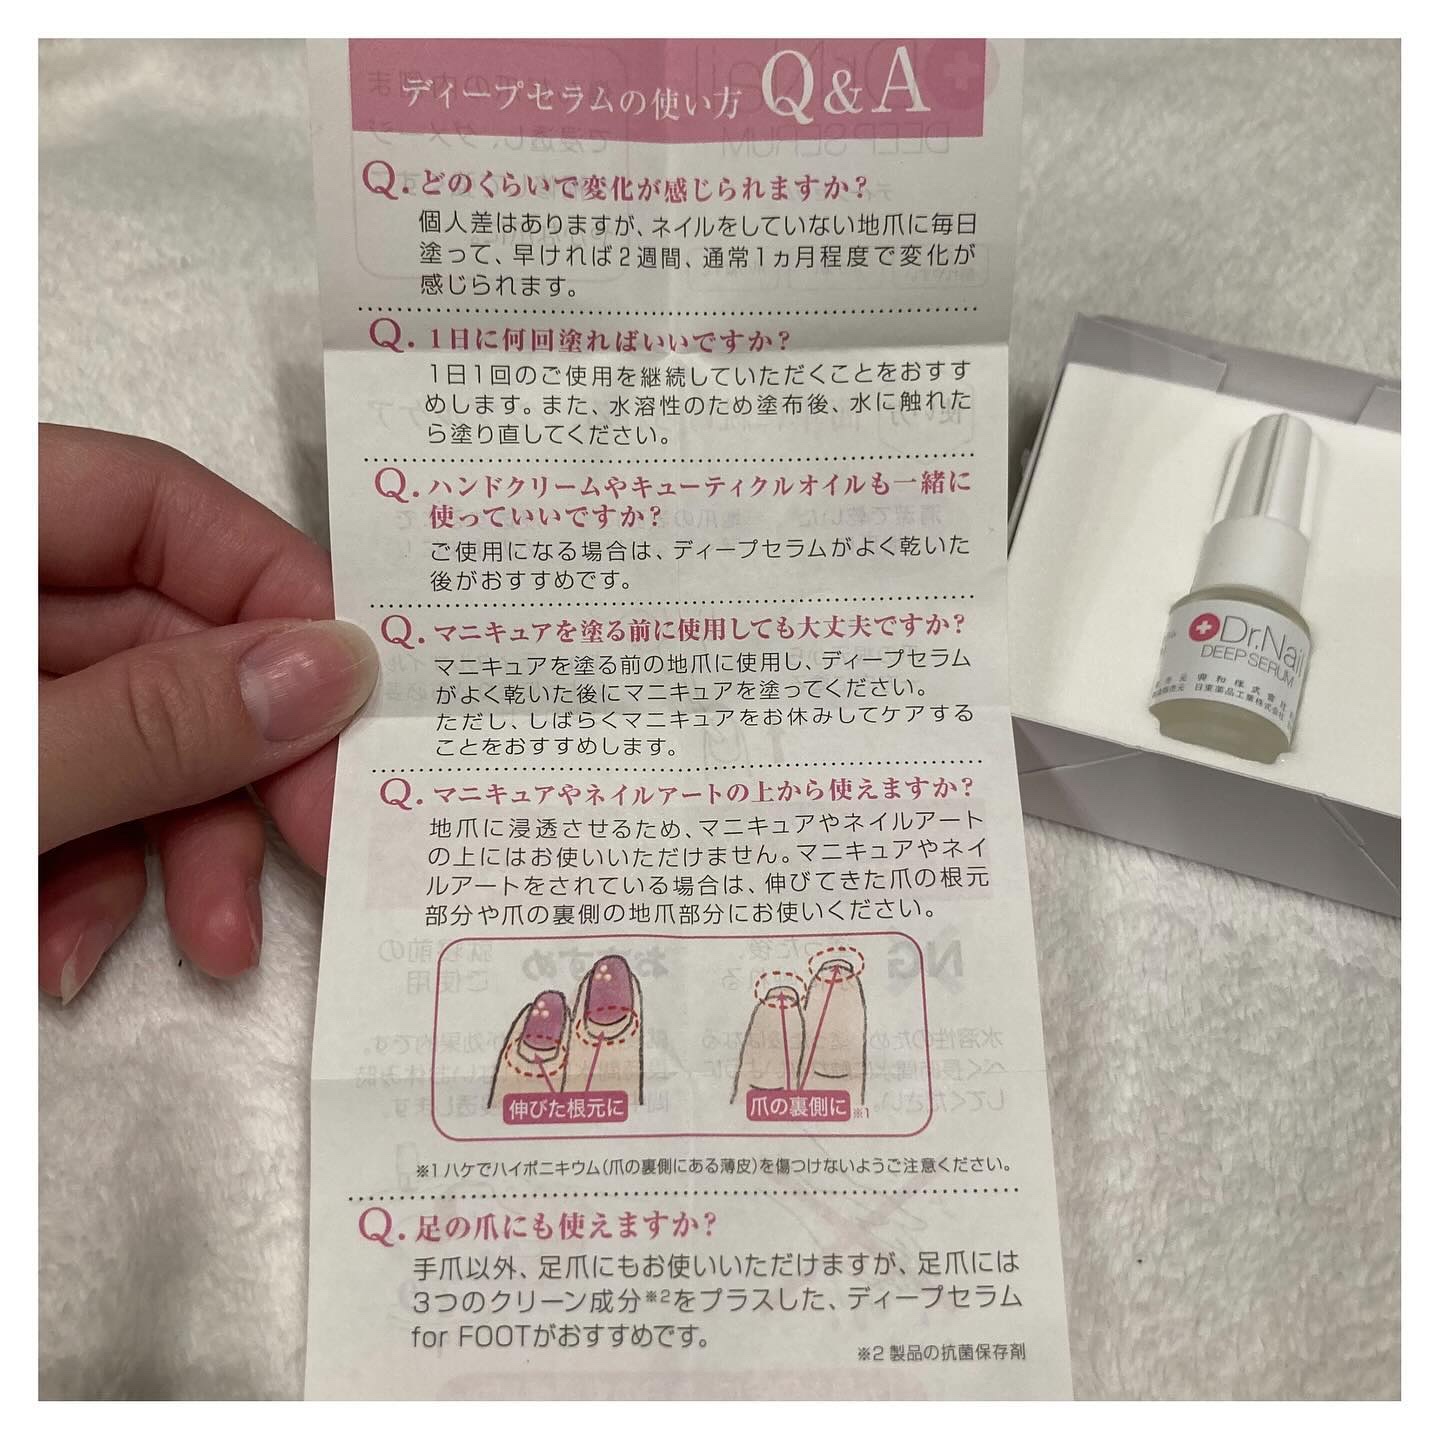 ディープセラムの使い方 Q&A
Q. どのくらいで変化が感じられますか?
個人差はありますが、ネイルをしていない地爪に毎日
塗って、早ければ2週間、通常1ヵ月程度で変化が
感じられます。
Q. 1日に何回塗ればいいですか?
1日1回のご使用を継続していただくことをおすす
めします。また、水溶性のため塗布後、水に触れた
ら塗り直してください。
Q. ハンドクリームやキューティクルオイルも一緒に
使っていいですか?
ご使用になる場合は、ディープセラムがよく乾いた
後がおすすめです。
Q. マニキュアを塗る前に使用しても大丈夫ですか?
マニキュアを塗る前の地爪に使用し、ディープセラム
がよく乾いた後にマニキュアを塗ってください。
ただし、しばらくマニキュアをお休みしてケアする
ことをおすすめします。
Q. マニキュアやネイルアートの上から使えますか?
地爪に浸透させるため、マニキュアやネイルアート
の上にはお使いいただけません。マニキュアやネイ
ルアートをされている場合は、伸びてきた爪の根元
部分や爪の裏側の地爪部分にお使いください。
伸びた根元に
爪の裏側に ※1
※1 ハケでハイポニキウム(爪の裏側にある薄皮)を傷つけないようご注意ください。
Q. 足の爪にも使えますか?
手爪以外、足爪にもお使いいただけますが、足爪には
3つのクリーン成分※2をプラスした、ディープセラム
for FOOTがおすすめです。
※2 製品の抗菌保存剤
Dr.Nail
DEEP SERUM
興和株式会社
日東薬品工業株式会社